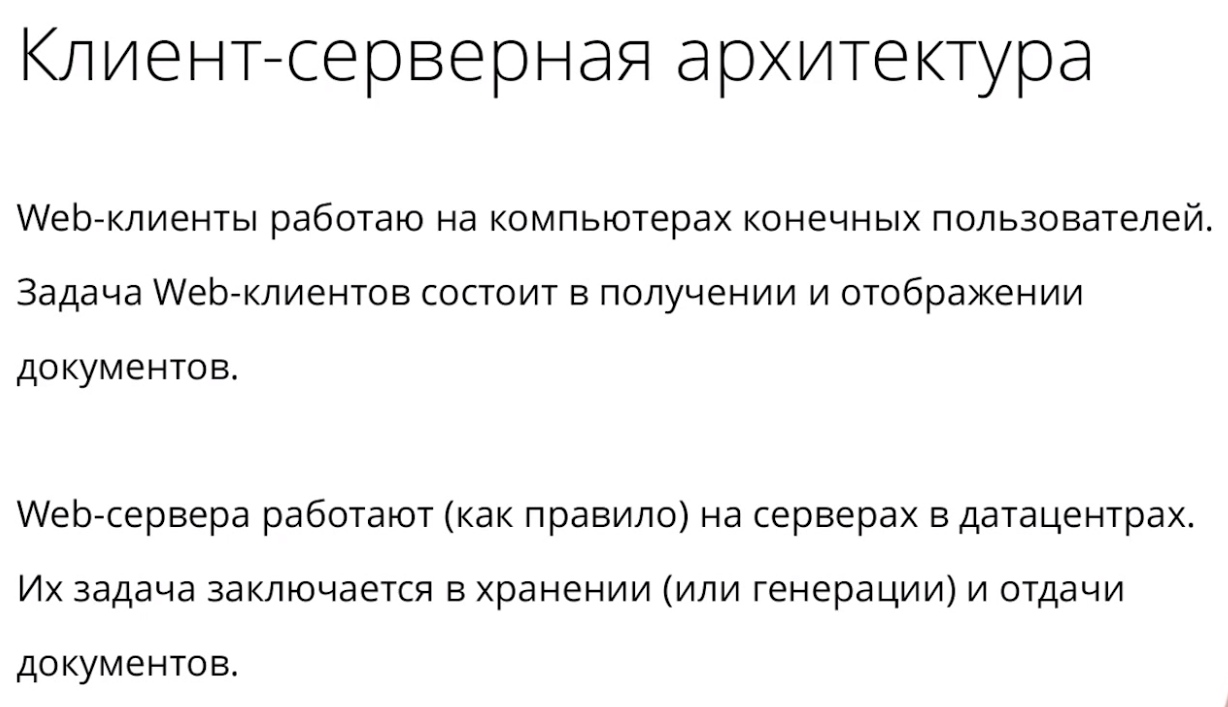 Клиент-серверная архитектура
Web-клиенты работаю на компьютерах конечных пользователей.
Задача Web-клиентов состоит в получении и отображении
документов.
Web-сервера работают (как правило) на серверах в датацентрах.
Их задача заключается в хранении (или генерации) и отдачи
документов.